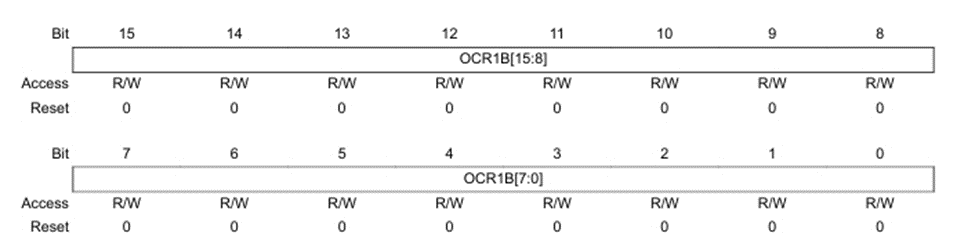 Bit 15 14 13 12 11 10 9 8
OCR1B[15:8]
Access R/W R/W R/W R/W R/W R/W R/W R/W
Reset 0 0 0 0 0 0 0 0
Bit 7 6 5 4 3 2 1 0
OCR1B[7:0]
Access R/W R/W R/W R/W R/W R/W R/W R/W
Reset 0 0 0 0 0 0 0 0